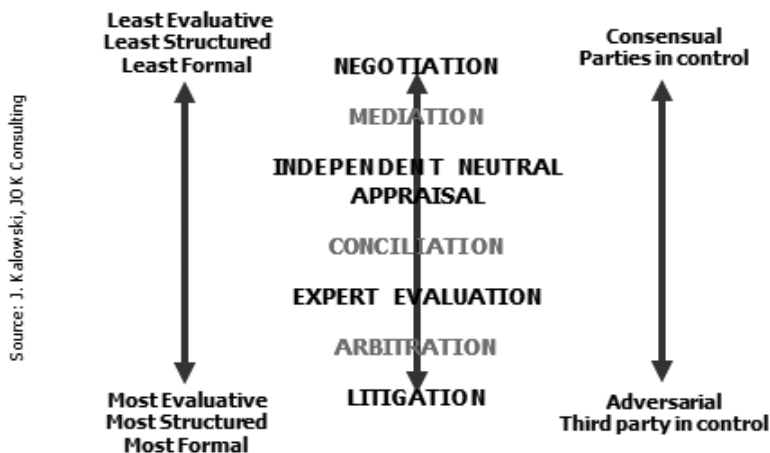 Least Evaluative
Least Structured
Least Formal
Consensual
Parties in control
NEGOTIATION
MEDIATION
INDEPENDENT NEUTRAL
APPRAISAL
CONCILIATION
EXPERT EVALUATION
ARBITRATION
LITIGATION
Most Evaluative
Most Structured
Most Formal
Adversarial
Third party in control
Source: J. Kalowski, JOK Consulting